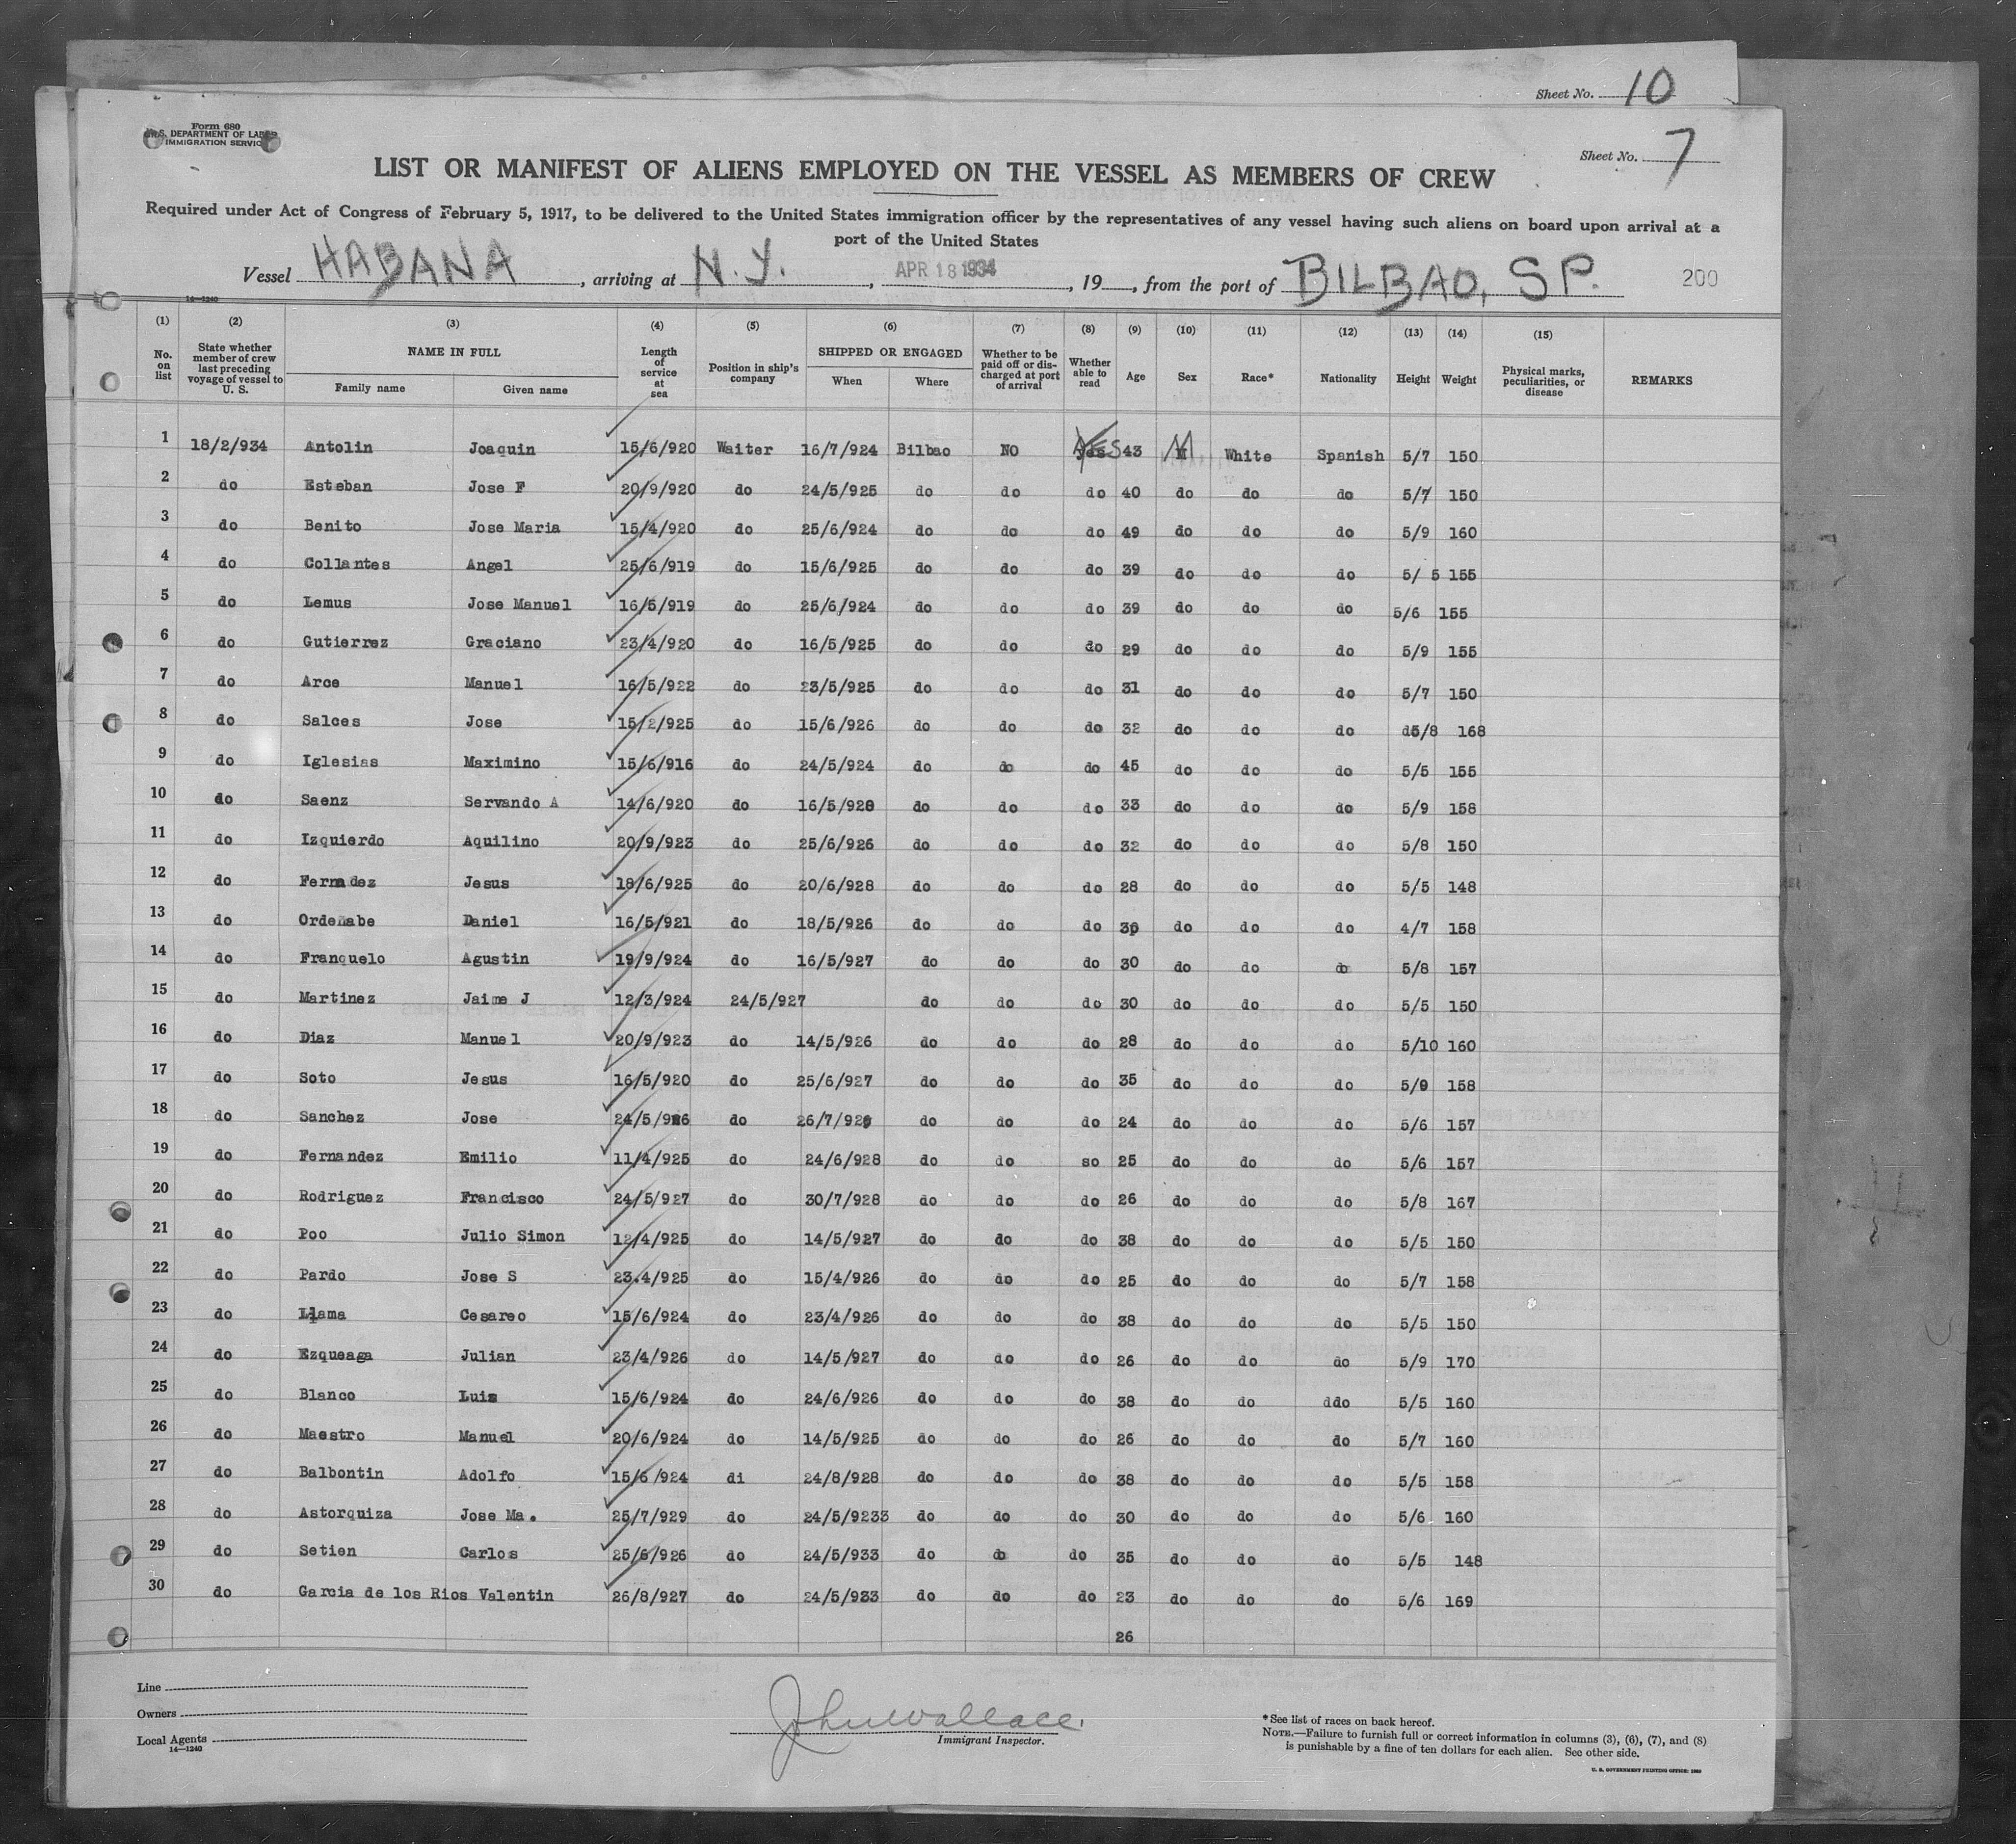 Sheet No. 10
Form 680
U.S. DEPARTMENT OF LABOR
IMMIGRATION SERVICE
Sheet No. 7
LIST OR MANIFEST OF ALIENS EMPLOYED ON THE VESSEL AS MEMBERS OF CREW
Required under Act of Congress of February 5, 1917, to be delivered to the United States immigration officer by the representatives of any vessel having such aliens on board upon arrival at a
port of the United States
Vessel HABANA, arriving at N.Y., APR 18 1934, 19, from the port of BILBAO, SP. 200
14—1240
(1) (2) (3) (4) (5) (6) (7) (8) (9) (10) (11) (12) (13) (14) (15)
No. on list State whether member of crew last preceding voyage of vessel to U. S. NAME IN FULL Family name Given name Length of service at sea Position in ship's company SHIPPED OR ENGAGED When Where Whether to be paid off or discharged at port of arrival Whether able to read Age Sex Race* Nationality Height Weight Physical marks, peculiarities, or disease REMARKS
1 18/2/934 Antolin Joaquin 15/6/920 Waiter 16/7/924 Bilbao NO YES 43 M White Spanish 5/7 150
2 do Esteban Jose F 20/9/920 do 24/5/925 do do do 40 do do do 5/7 150
3 do Benito Jose Maria 15/4/920 do 25/6/924 do do do 49 do do do 5/9 160
4 do Collantes Angel 25/6/919 do 15/6/925 do do do 39 do do do 5/ 5 155
5 do Lemus Jose Manuel 16/5/919 do 25/6/924 do do do 39 do do do 5/6 155
6 do Gutierrez Graciano 23/4/920 do 16/5/925 do do do 29 do do do 5/9 155
7 do Arce Manuel 16/5/922 do 23/5/925 do do do 31 do do do 5/7 150
8 do Salces Jose 15/2/925 do 15/6/926 do do do 32 do do do d5/8 168
9 do Iglesias Maximino 15/6/916 do 24/5/924 do do do 45 do do do 5/5 155
10 do Saenz Servando A 14/6/920 do 16/5/928 do do do 33 do do do 5/9 158
11 do Izquierdo Aquilino 20/9/923 do 25/6/926 do do do 32 do do do 5/8 150
12 do Fernadez Jesus 18/6/925 do 20/6/928 do do do 28 do do do 5/5 148
13 do Ordeñabe Daniel 16/5/921 do 18/5/926 do do do 39 do do do 4/7 158
14 do Franquelo Agustin 19/9/924 do 16/5/927 do do do 30 do do do 5/8 157
15 do Martinez Jaime J 12/3/924 24/5/927 do do do 30 do do do 5/5 150
16 do Diaz Manuel 20/9/923 do 14/5/926 do do do 28 do do do 5/10 160
17 do Soto Jesus 16/5/920 do 25/6/927 do do do 35 do do do 5/9 158
18 do Sanchez Jose 24/5/926 do 26/7/929 do do do 24 do do do 5/6 157
19 do Fernandez Emilio 11/4/925 do 24/6/928 do do so 25 do do do 5/6 157
20 do Rodriguez Francisco 24/5/927 do 30/7/928 do do do 26 do do do 5/8 167
21 do Poo Julio Simon 12/4/925 do 14/5/927 do do do 38 do do do 5/5 150
22 do Pardo Jose S 23.4/925 do 15/4/926 do do do 25 do do do 5/7 158
23 do Llama Cesareo 15/6/924 do 23/4/926 do do do 38 do do do 5/5 150
24 do Ezqueaga Julian 23/4/926 do 14/5/927 do do do 26 do do do 5/9 170
25 do Blanco Luis 15/6/924 do 24/6/926 do do do 38 do do ddo 5/5 160
26 do Maestro Manuel 20/6/924 do 14/5/925 do do do 26 do do do 5/7 160
27 do Balbontin Adolfo 15/6/924 di 24/8/928 do do do 38 do do do 5/5 158
28 do Astorquiza Jose Ma. 25/7/929 do 24/5/9233 do do do 30 do do do 5/6 160
29 do Setien Carlos 25/6/926 do 24/5/933 do do do 35 do do do 5/5 148
30 do Garcia de los Rios Valentin 26/8/927 do 24/5/933 do do do 23 do do do 5/6 169
26
Line
Owners
Local Agents
14—1240
John Wallace
Immigrant Inspector.
*See list of races on back hereof.
NOTE.—Failure to furnish full or correct information in columns (3), (6), (7), and (8)
is punishable by a fine of ten dollars for each alien. See other side.